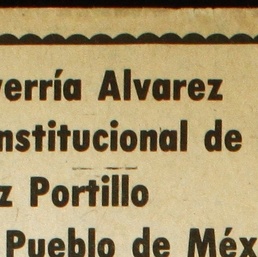 verría Alvarez
nstitucional de
z Portillo
Pueblo de Méx